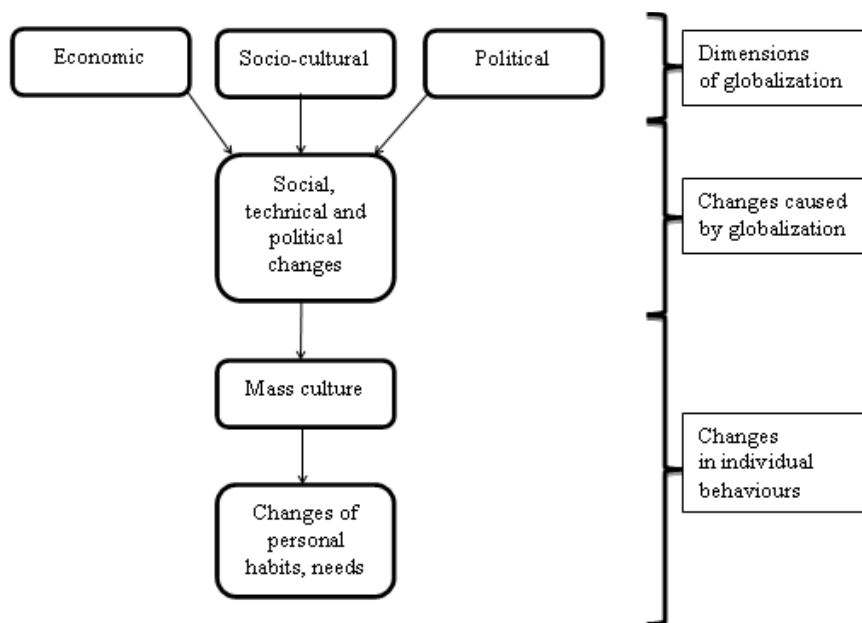 Economic
Socio-cultural
Political
Dimensions
of globalization
Social,
technical and
political
changes
Changes caused
by globalization
Mass culture
Changes
in individual
behaviours
Changes of
personal
habits, needs